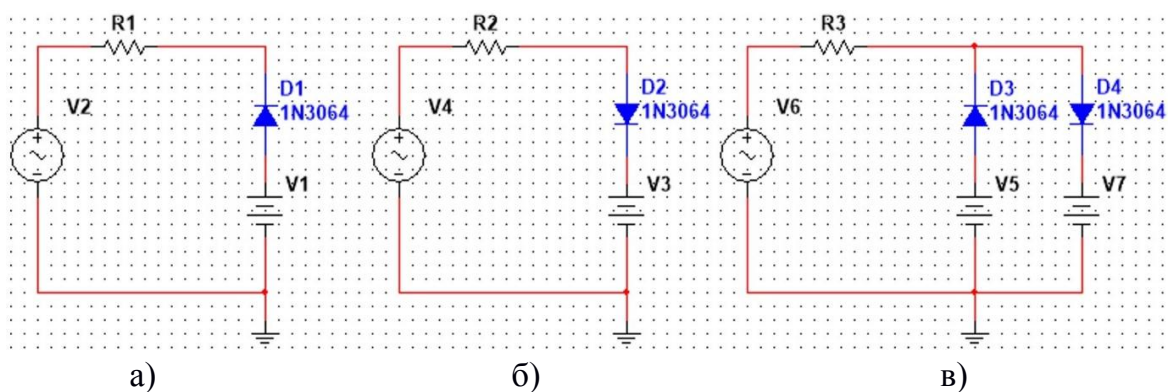 R1
V2
D1
1N3064
V1
R2
V4
D2
1N3064
V3
R3
V6
D3
1N3064
V5
D4
1N3064
V7
а)
б)
в)